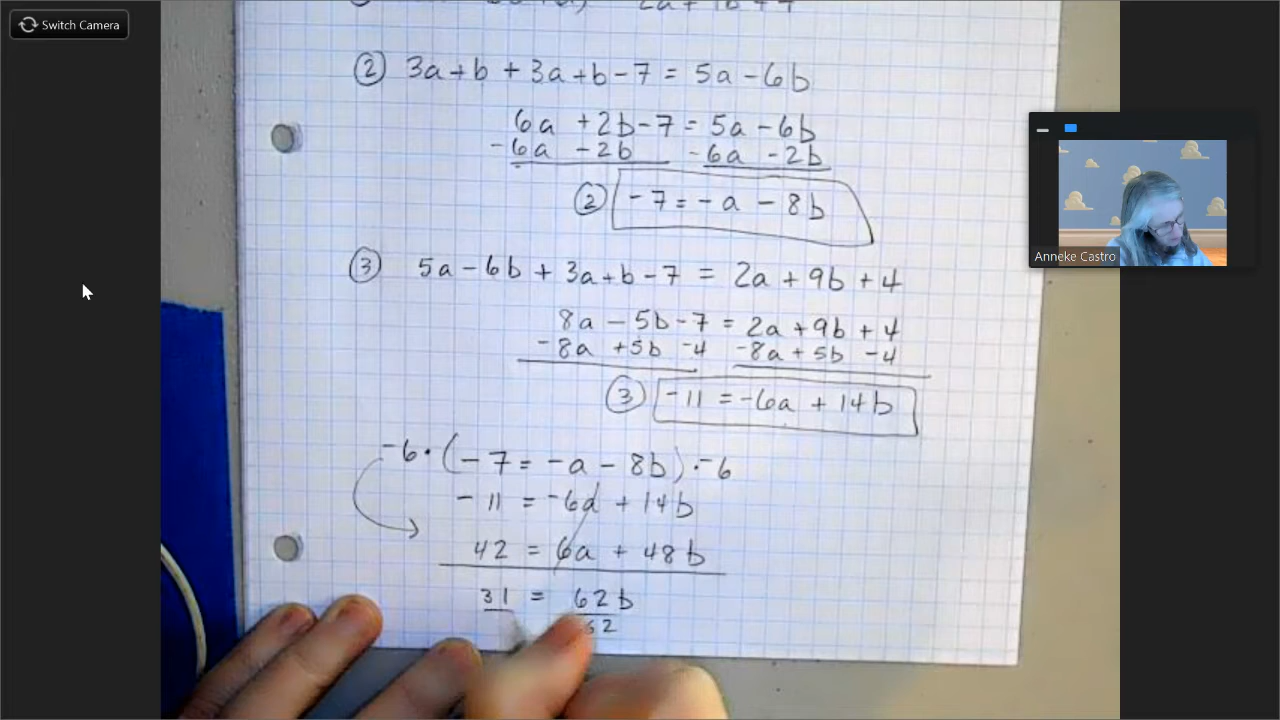 Switch Camera
② 3a+b + 3a+b-7 = 5a-6b
6a +2b-7 = 5a-6b
-6a -2b -6a -2b
② -7 = -a - 8b
Anneke Castro
③ 5a-6b + 3a+b-7 = 2a+9b+4
8a-5b-7 = 2a+9b+4
-8a +5b -4 -8a+5b -4
③ -11 = -6a + 14b
-6·(-7 = -a - 8b)·-6
-11 = -6a + 14b
42 = 6a + 48b
31 = 62b
62